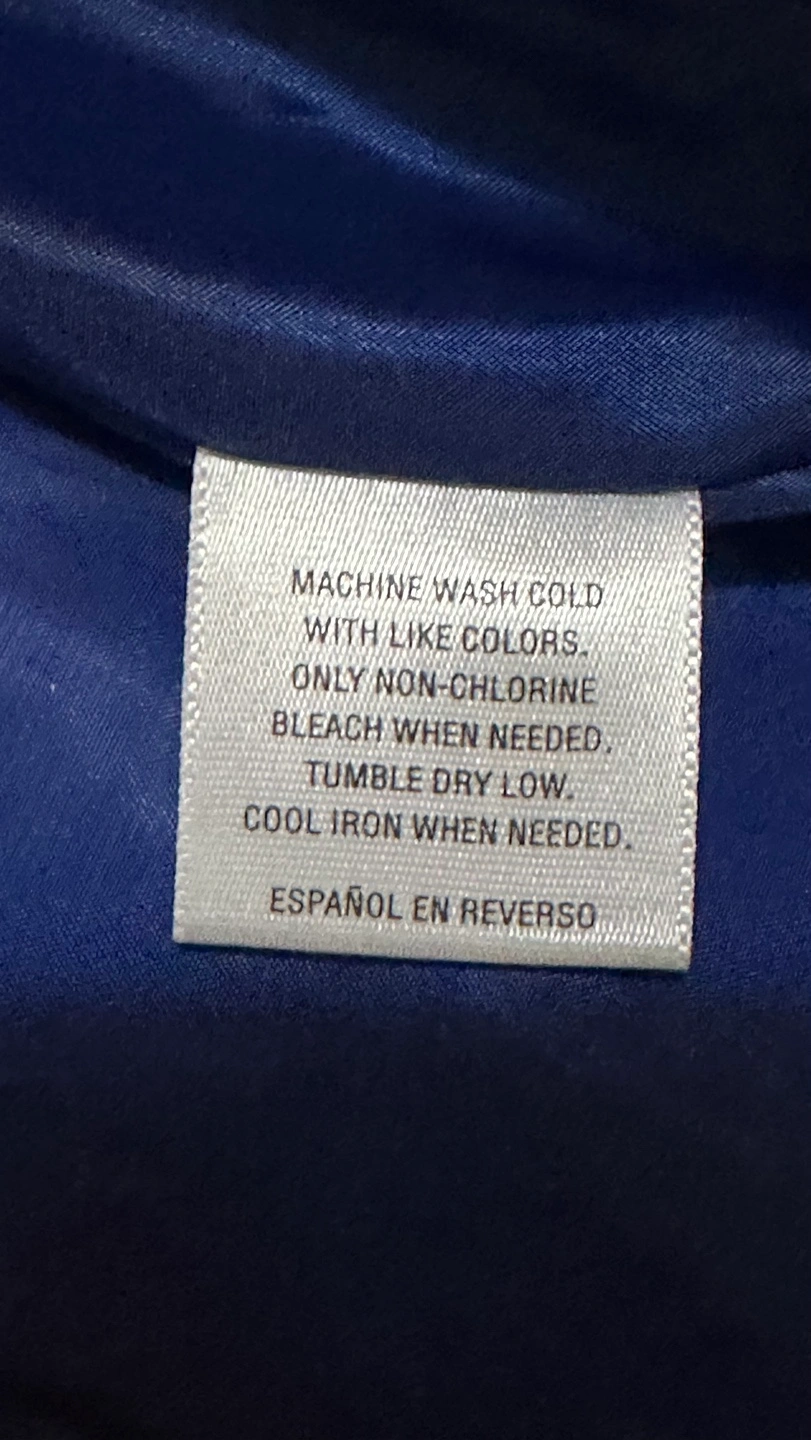 MACHINE WASH COLD
WITH LIKE COLORS.
ONLY NON-CHLORINE
BLEACH WHEN NEEDED.
TUMBLE DRY LOW.
COOL IRON WHEN NEEDED.
ESPAÑOL EN REVERSO